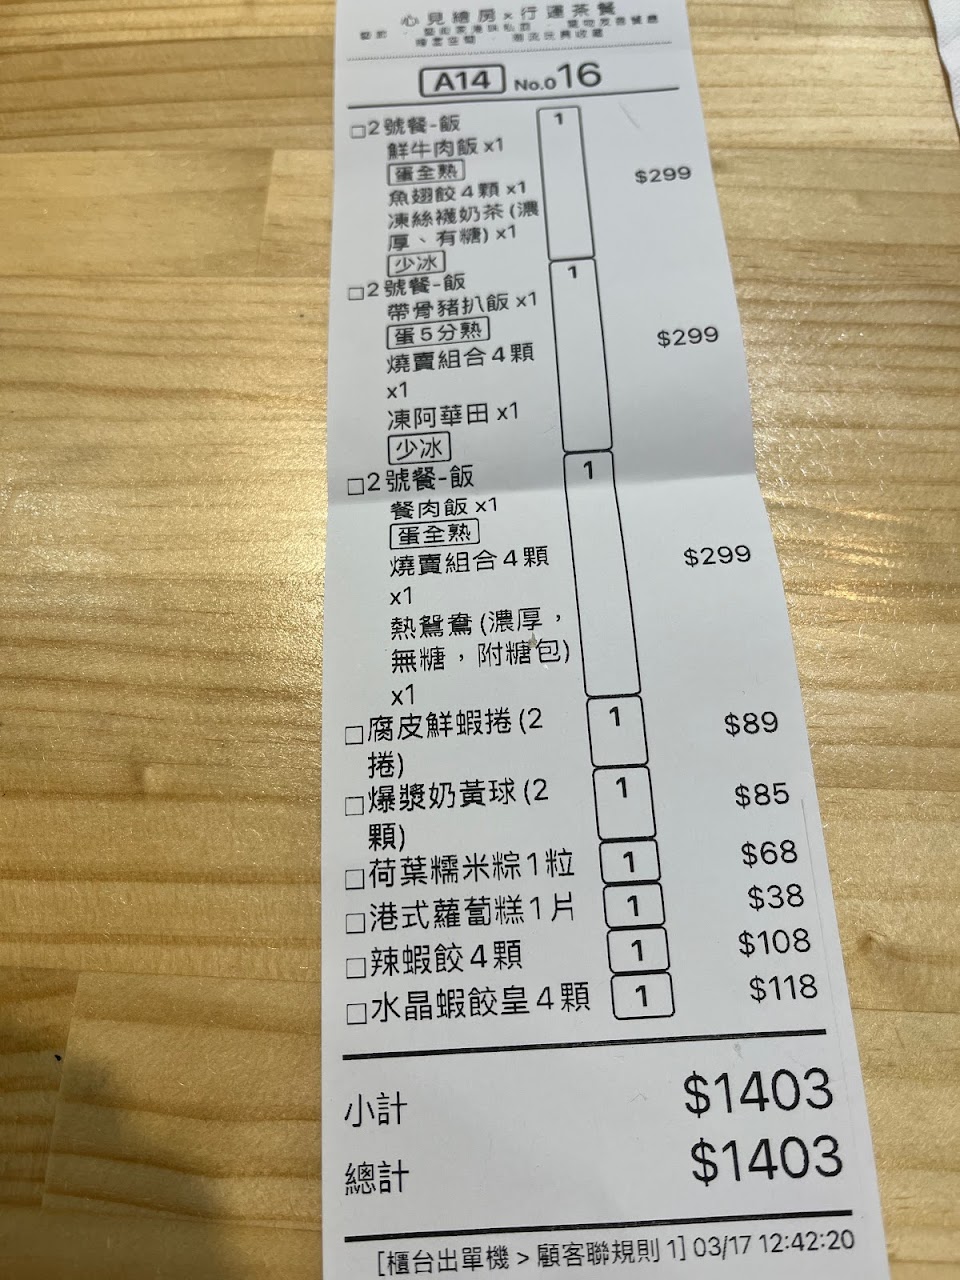 心見繪房×行運茶餐
A14 No.016
□2號餐-飯 1
鮮牛肉飯 x1
蛋全熟 $299
魚翅餃4顆 x1
凍絲襪奶茶(濃
厚、有糖) x1
少冰
□2號餐-飯 1
帶骨豬扒飯 x1
蛋5分熟 $299
燒賣組合4顆
x1
凍阿華田 x1
少冰
□2號餐-飯 1
餐肉飯 x1
蛋全熟
燒賣組合4顆 $299
x1
熱鴛鴦(濃厚，
無糖，附糖包)
x1
□腐皮鮮蝦捲(2 1 $89
捲)
□爆漿奶黃球(2 1 $85
顆)
□荷葉糯米粽1粒 1 $68
□港式蘿蔔糕1片 1 $38
□辣蝦餃4顆 1 $108
□水晶蝦餃皇4顆 1 $118
小計 $1403
總計 $1403
[櫃台出單機 > 顧客聯規則 1] 03/17 12:42:20